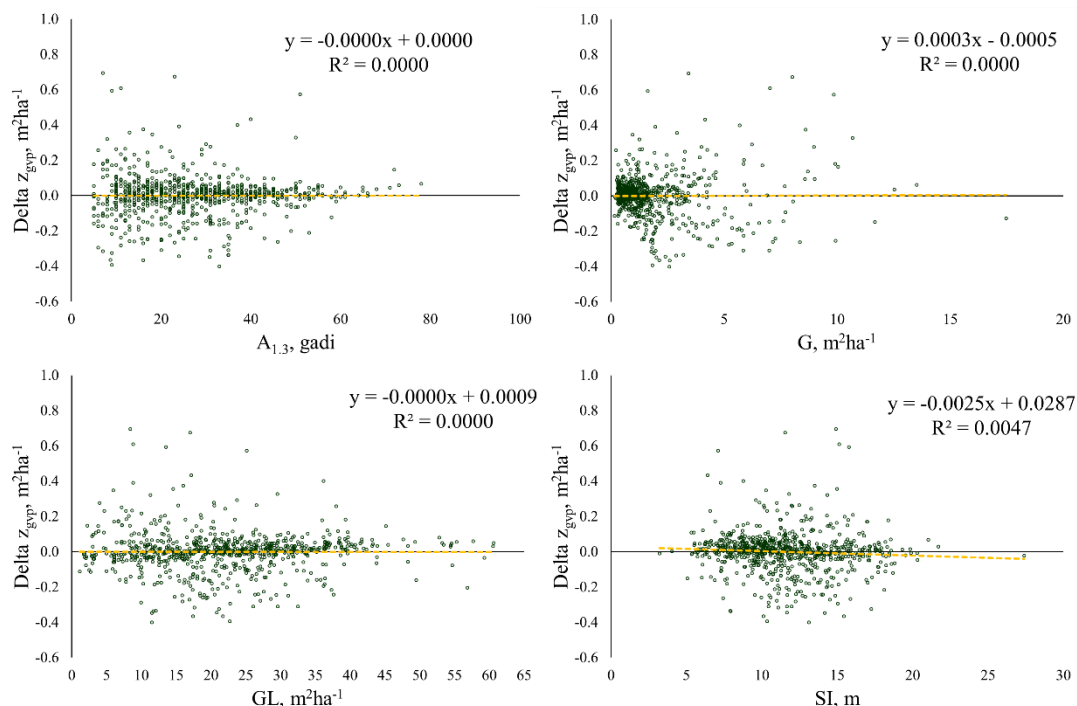 1.0
0.8
0.6
0.4
0.2
0.0
-0.2
-0.4
-0.6
Delta z_gvp, m²ha⁻¹
y = -0.0000x + 0.0000
R² = 0.0000
0 20 40 60 80 100
A₁.₃, gadi
1.0
0.8
0.6
0.4
0.2
0.0
-0.2
-0.4
-0.6
Delta z_gvp, m²ha⁻¹
y = 0.0003x - 0.0005
R² = 0.0000
0 5 10 15 20
G, m²ha⁻¹
1.0
0.8
0.6
0.4
0.2
0.0
-0.2
-0.4
-0.6
Delta z_gvp, m²ha⁻¹
y = -0.0000x + 0.0009
R² = 0.0000
0 5 10 15 20 25 30 35 40 45 50 55 60 65
GL, m²ha⁻¹
1.0
0.8
0.6
0.4
0.2
0.0
-0.2
-0.4
-0.6
Delta z_gvp, m²ha⁻¹
y = -0.0025x + 0.0287
R² = 0.0047
0 5 10 15 20 25 30
SI, m